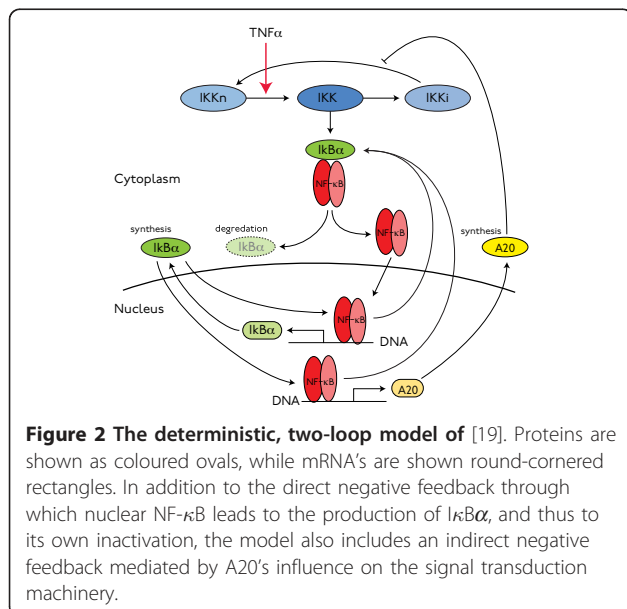 TNFα
IKKn
IKK
IKKi
IkBα
Cytoplasm
NF-κB
synthesis
degredation
synthesis
IkBα
IkBα
NF-κB
A20
Nucleus
IkBα
NF-κB
DNA
NF-κB
A20
DNA
Figure 2 The deterministic, two-loop model of [19]. Proteins are
shown as coloured ovals, while mRNA's are shown round-cornered
rectangles. In addition to the direct negative feedback through
which nuclear NF-κB leads to the production of IκBα, and thus to
its own inactivation, the model also includes an indirect negative
feedback mediated by A20's influence on the signal transduction
machinery.